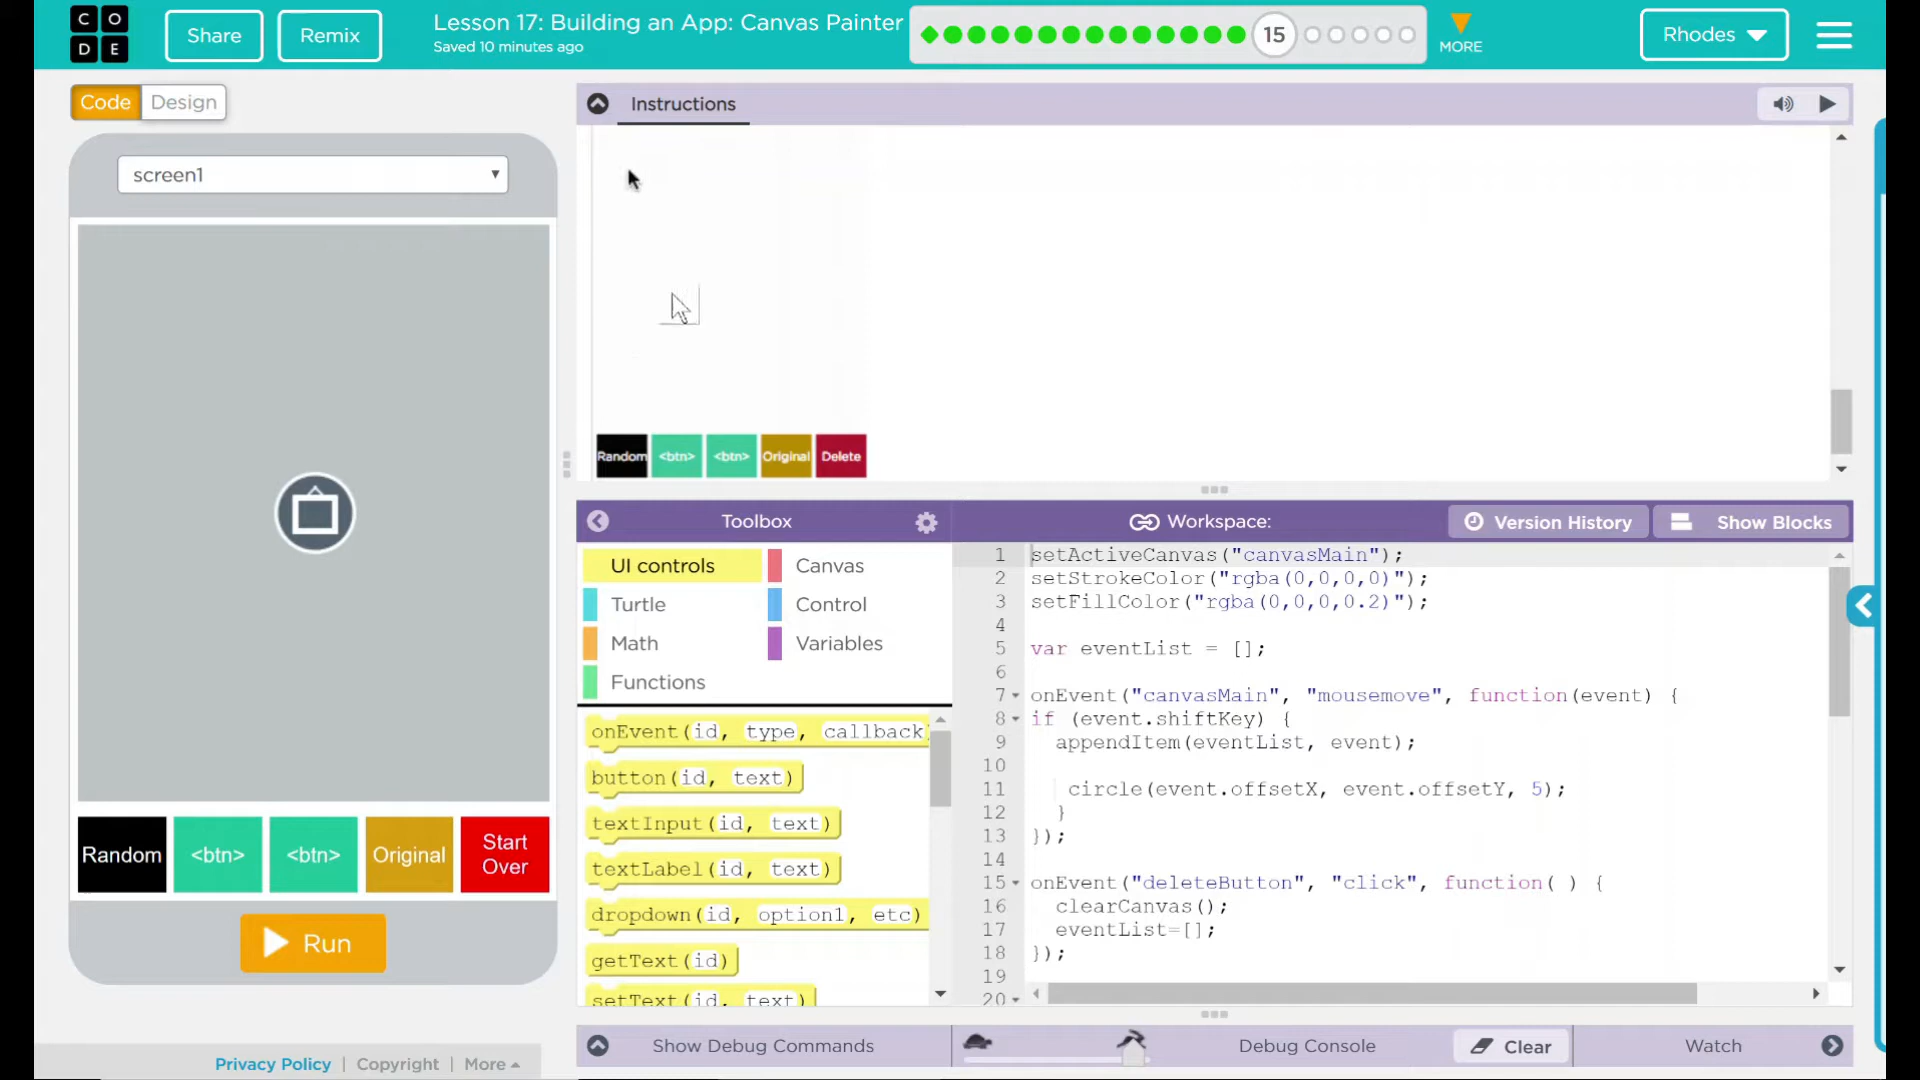 C O
D E
Share
Remix
Lesson 17: Building an App: Canvas Painter
Saved 10 minutes ago
15
MORE
Rhodes
Code
Design
Instructions
screen1
Random
<btn>
<btn>
Original
Delete
Toolbox
Workspace:
Version History
Show Blocks
UI controls
Canvas
Turtle
Control
Math
Variables
Functions
onEvent(id, type, callback)
button(id, text)
textInput(id, text)
textLabel(id, text)
dropdown(id, option1, etc)
getText(id)
setText(id, text)
1 setActiveCanvas("canvasMain");
2 setStrokeColor("rgba(0,0,0,0)");
3 setFillColor("rgba(0,0,0,0.2)");
4
5 var eventList = [];
6
7 onEvent("canvasMain", "mousemove", function(event) {
8 if (event.shiftKey) {
9 appendItem(eventList, event);
10
11 circle(event.offsetX, event.offsetY, 5);
12 }
13 });
14
15 onEvent("deleteButton", "click", function( ) {
16 clearCanvas();
17 eventList=[];
18 });
19
20
Random
<btn>
<btn>
Original
Start
Over
Run
Show Debug Commands
Debug Console
Clear
Watch
Privacy Policy | Copyright | More